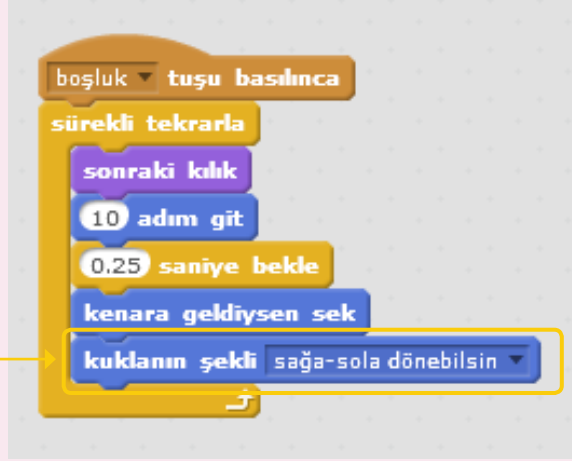 boşluk tuşu basılınca
sürekli tekrarla
sonraki kılık
10 adım git
0.25 saniye bekle
kenara geldiysen sek
kuklanın şekli sağa-sola dönebilsin